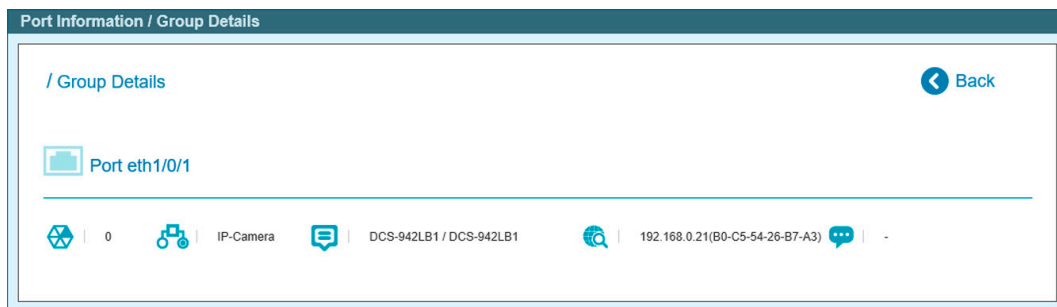 Port Information / Group Details
/ Group Details
Back
Port eth1/0/1
0 IP-Camera DCS-942LB1 / DCS-942LB1 192.168.0.21(B0-C5-54-26-B7-A3) -